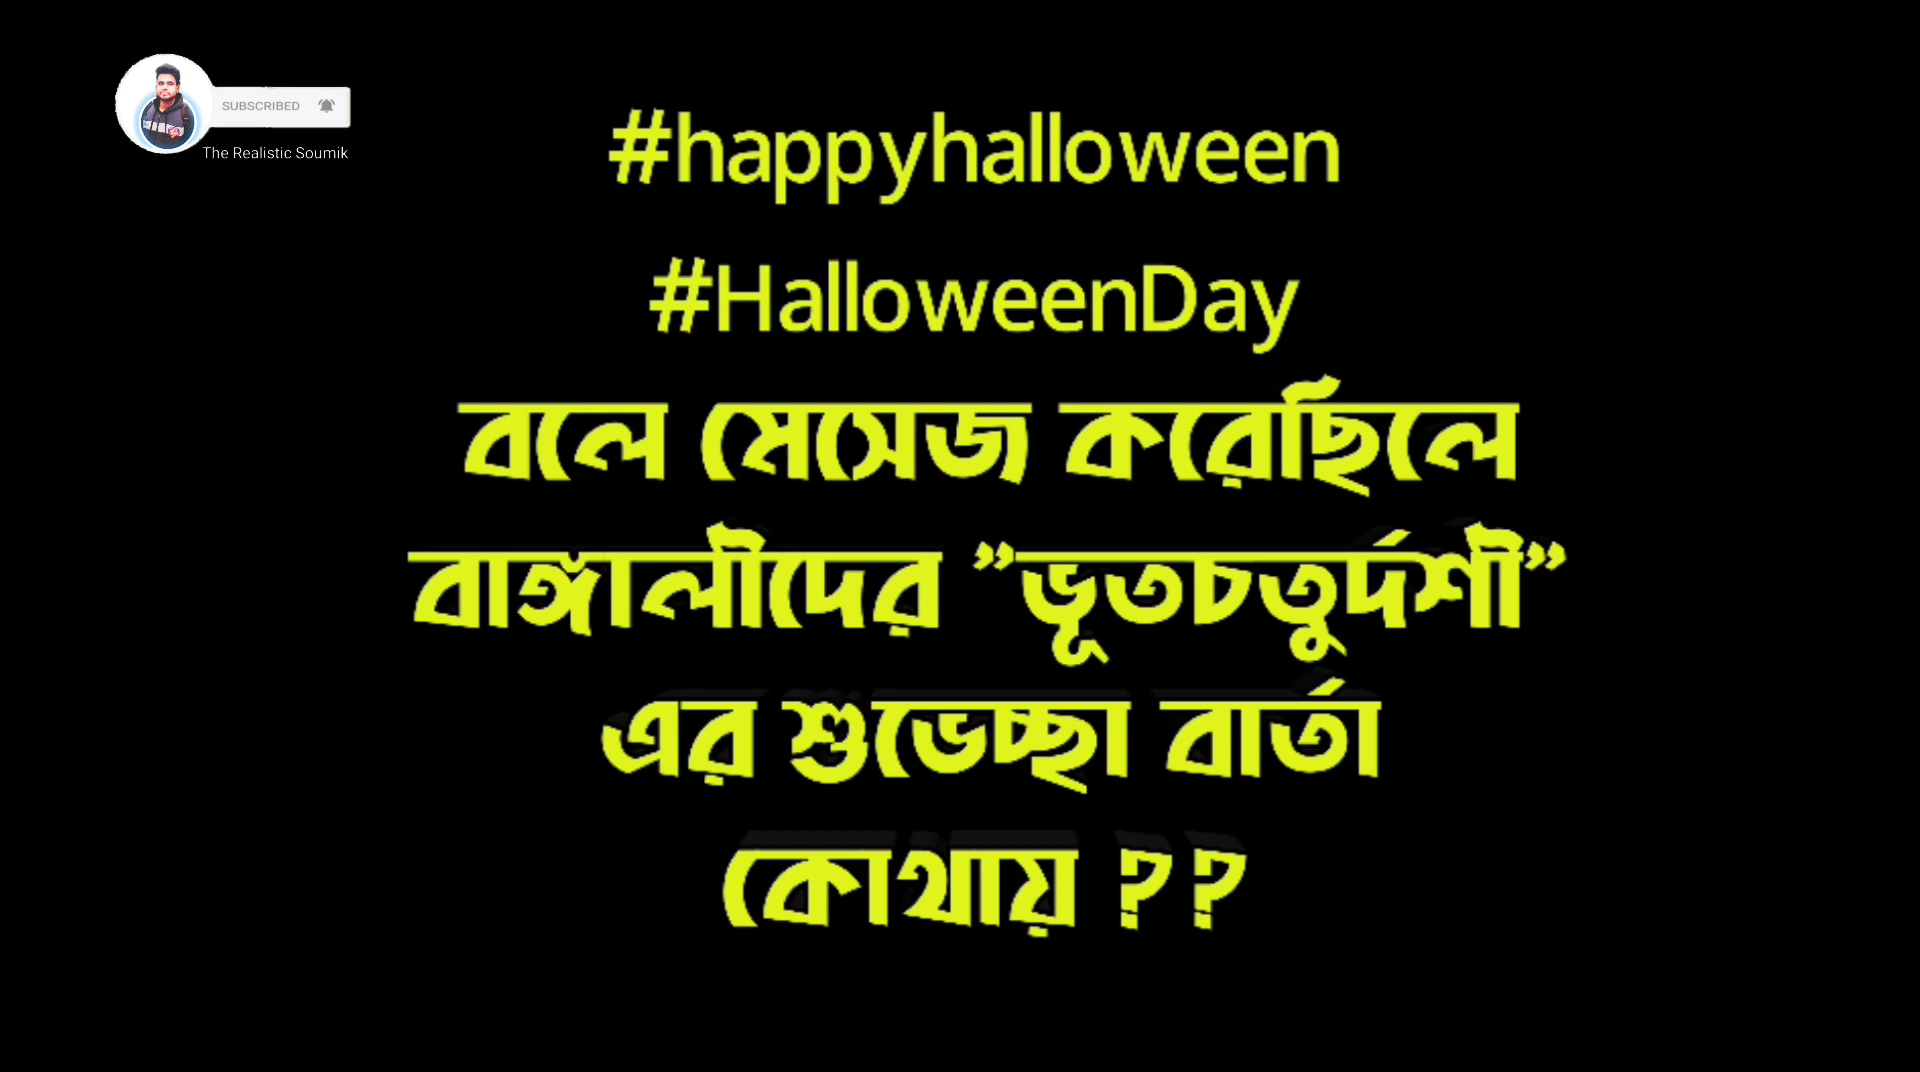 SUBSCRIBED
The Realistic Soumik
#happyhalloween
#HalloweenDay
বলে মেসেজ করেছিলে
বাঙ্গালীদের ”ভূতচতুর্দশী”
এর শুভেচ্ছা বার্তা
কোথায় ??